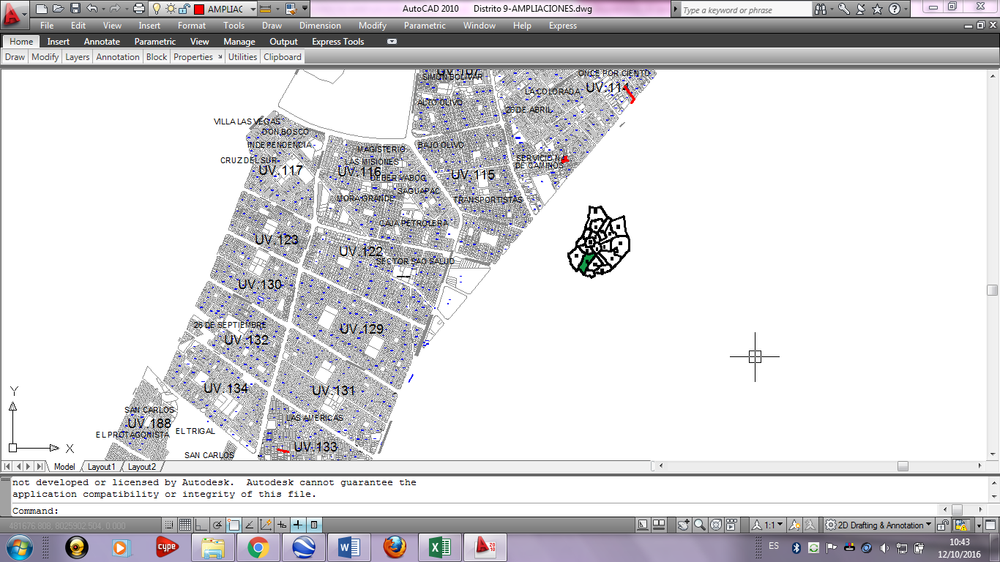 AMPLIAC
AutoCAD 2010 Distrito 9-AMPLIACIONES.dwg
Type a keyword or phrase
File Edit View Insert Format Tools Draw Dimension Modify Parametric Window Help Express
Home Insert Annotate Parametric View Manage Output Express Tools
Draw Modify Layers Annotation Block Properties Utilities Clipboard
UV.107
SIMON BOLIVAR
ONCE POR CIENTO
UV.114
LA COLORADA
ALTO OLIVO
26 DE ABRIL
VILLA LAS VEGAS
DON BOSCO
INDEPENDENCIA
MAGISTERIO
BAJO OLIVO
CRUZ DEL SUR
LAS MISIONES
SERVICIO NA
DE CAMINOS
UV.117
UV.116
UV.115
SAGUAPAC
MORA GRANDE
TRANSPORTISTAS
CAJA PETROLERA
UV.123
UV.122
SECTOR SAO SALUD
UV.130
26 DE SEPTIEMBRE
UV.129
UV.132
UV.134
UV.131
SAN CARLOS
LAS AMERICAS
UV.188
EL PROTAGONISTA
EL TRIGAL
UV.133
SAN CARLOS
Y
X
Model Layout1 Layout2
not developed or licensed by Autodesk. Autodesk cannot guarantee the
application compatibility or integrity of this file.
Command:
481676.808, 8025902.504, 0.000
1:1
2D Drafting & Annotation
cype
2010
ES
10:43
12/10/2016